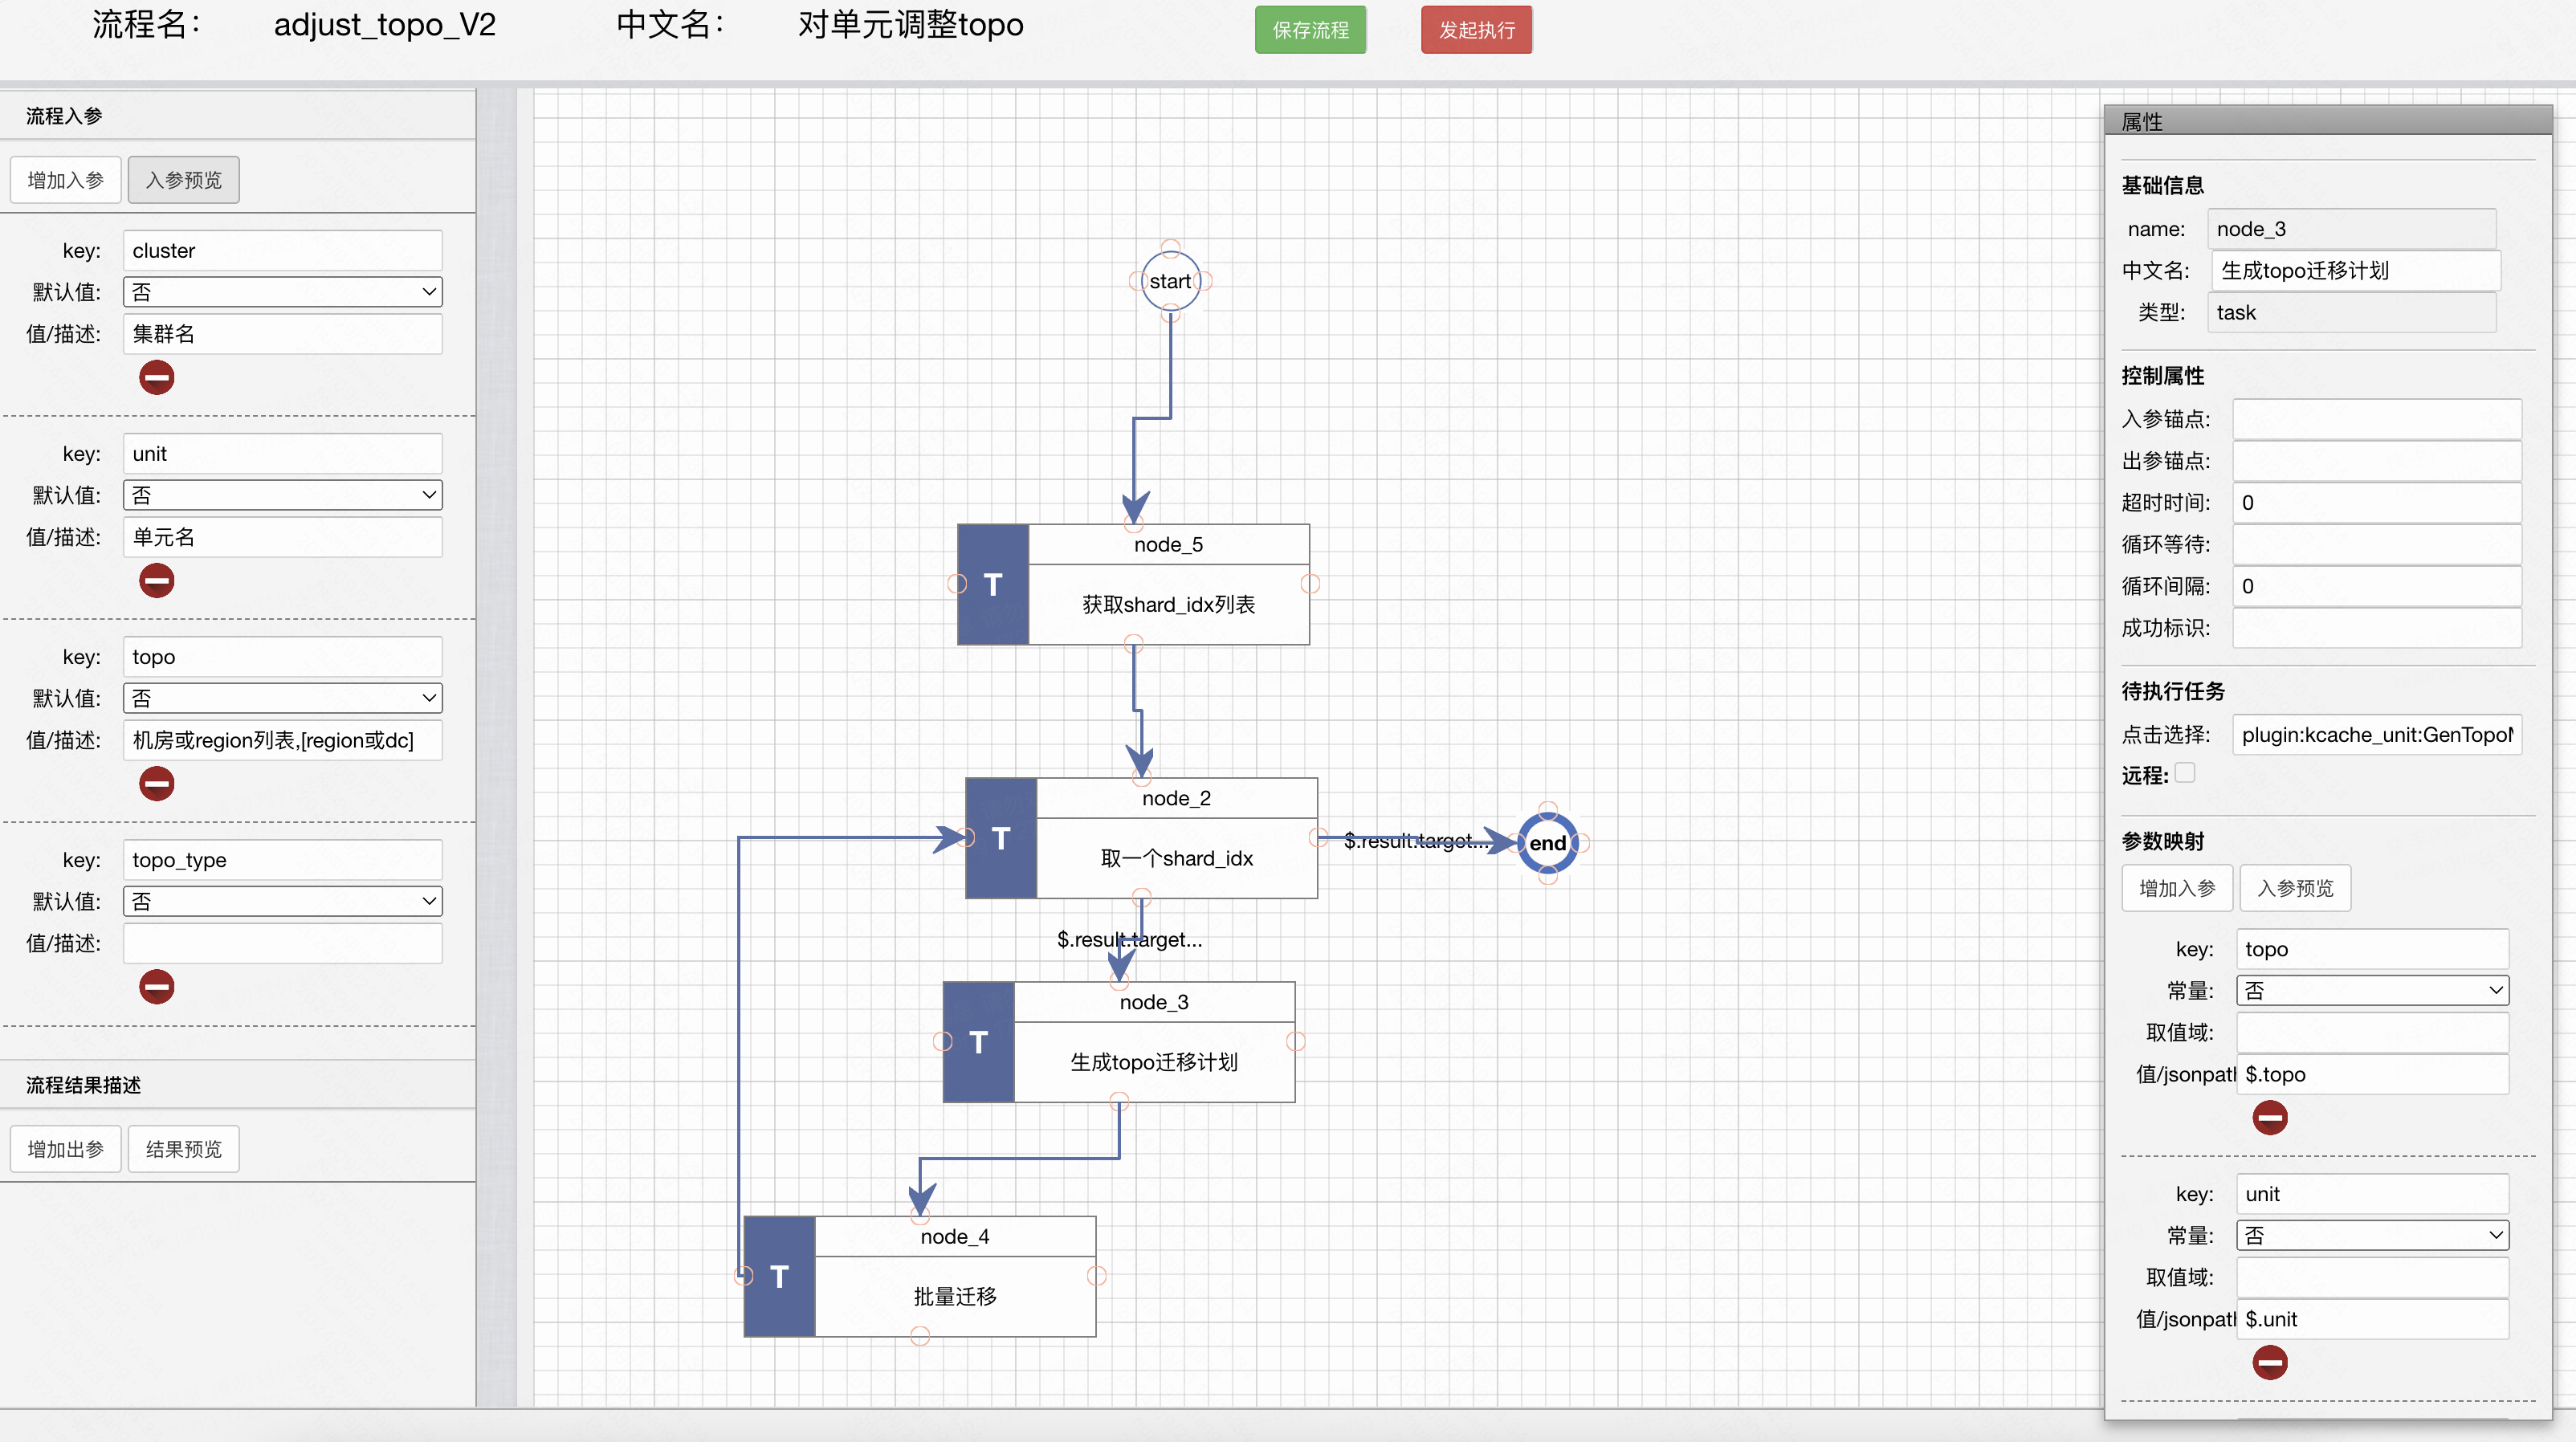 流程名： adjust_topo_V2 中文名： 对单元调整topo 保存流程 发起执行
流程入参
增加入参 入参预览
key: cluster
默认值: 否
值/描述: 集群名
key: unit
默认值: 否
值/描述: 单元名
key: topo
默认值: 否
值/描述: 机房或region列表,[region或dc]
key: topo_type
默认值: 否
值/描述:
流程结果描述
增加出参 结果预览
start
node_5
T
获取shard_idx列表
node_2
T
取一个shard_idx
$.result.target...
end
$.result.target...
node_3
T
生成topo迁移计划
node_4
T
批量迁移
属性
基础信息
name: node_3
中文名: 生成topo迁移计划
类型: task
控制属性
入参锚点:
出参锚点:
超时时间: 0
循环等待:
循环间隔: 0
成功标识:
待执行任务
点击选择: plugin:kcache_unit:GenTopo
远程:
参数映射
增加入参 入参预览
key: topo
常量: 否
取值域:
值/jsonpath $.topo
key: unit
常量: 否
取值域:
值/jsonpath $.unit